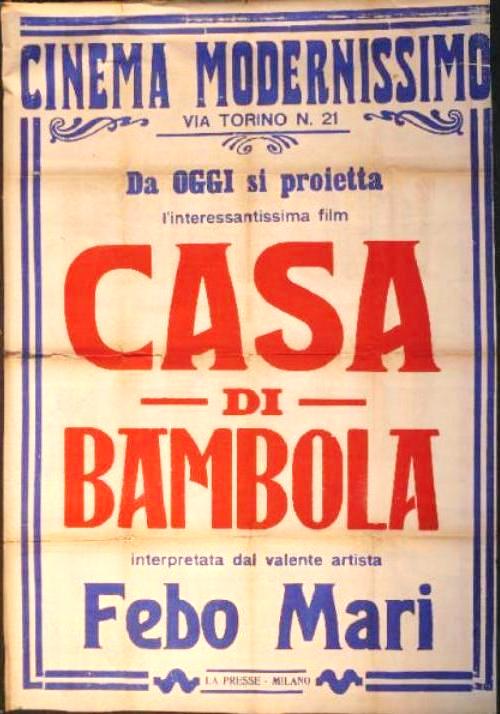 CINEMA MODERNISSIMO
VIA TORINO N. 21
Da OGGI si proietta
l'interessantissima film
CASA
DI
BAMBOLA
interpretata dal valente artista
Febo Mari
LA PRESSE - MILANO